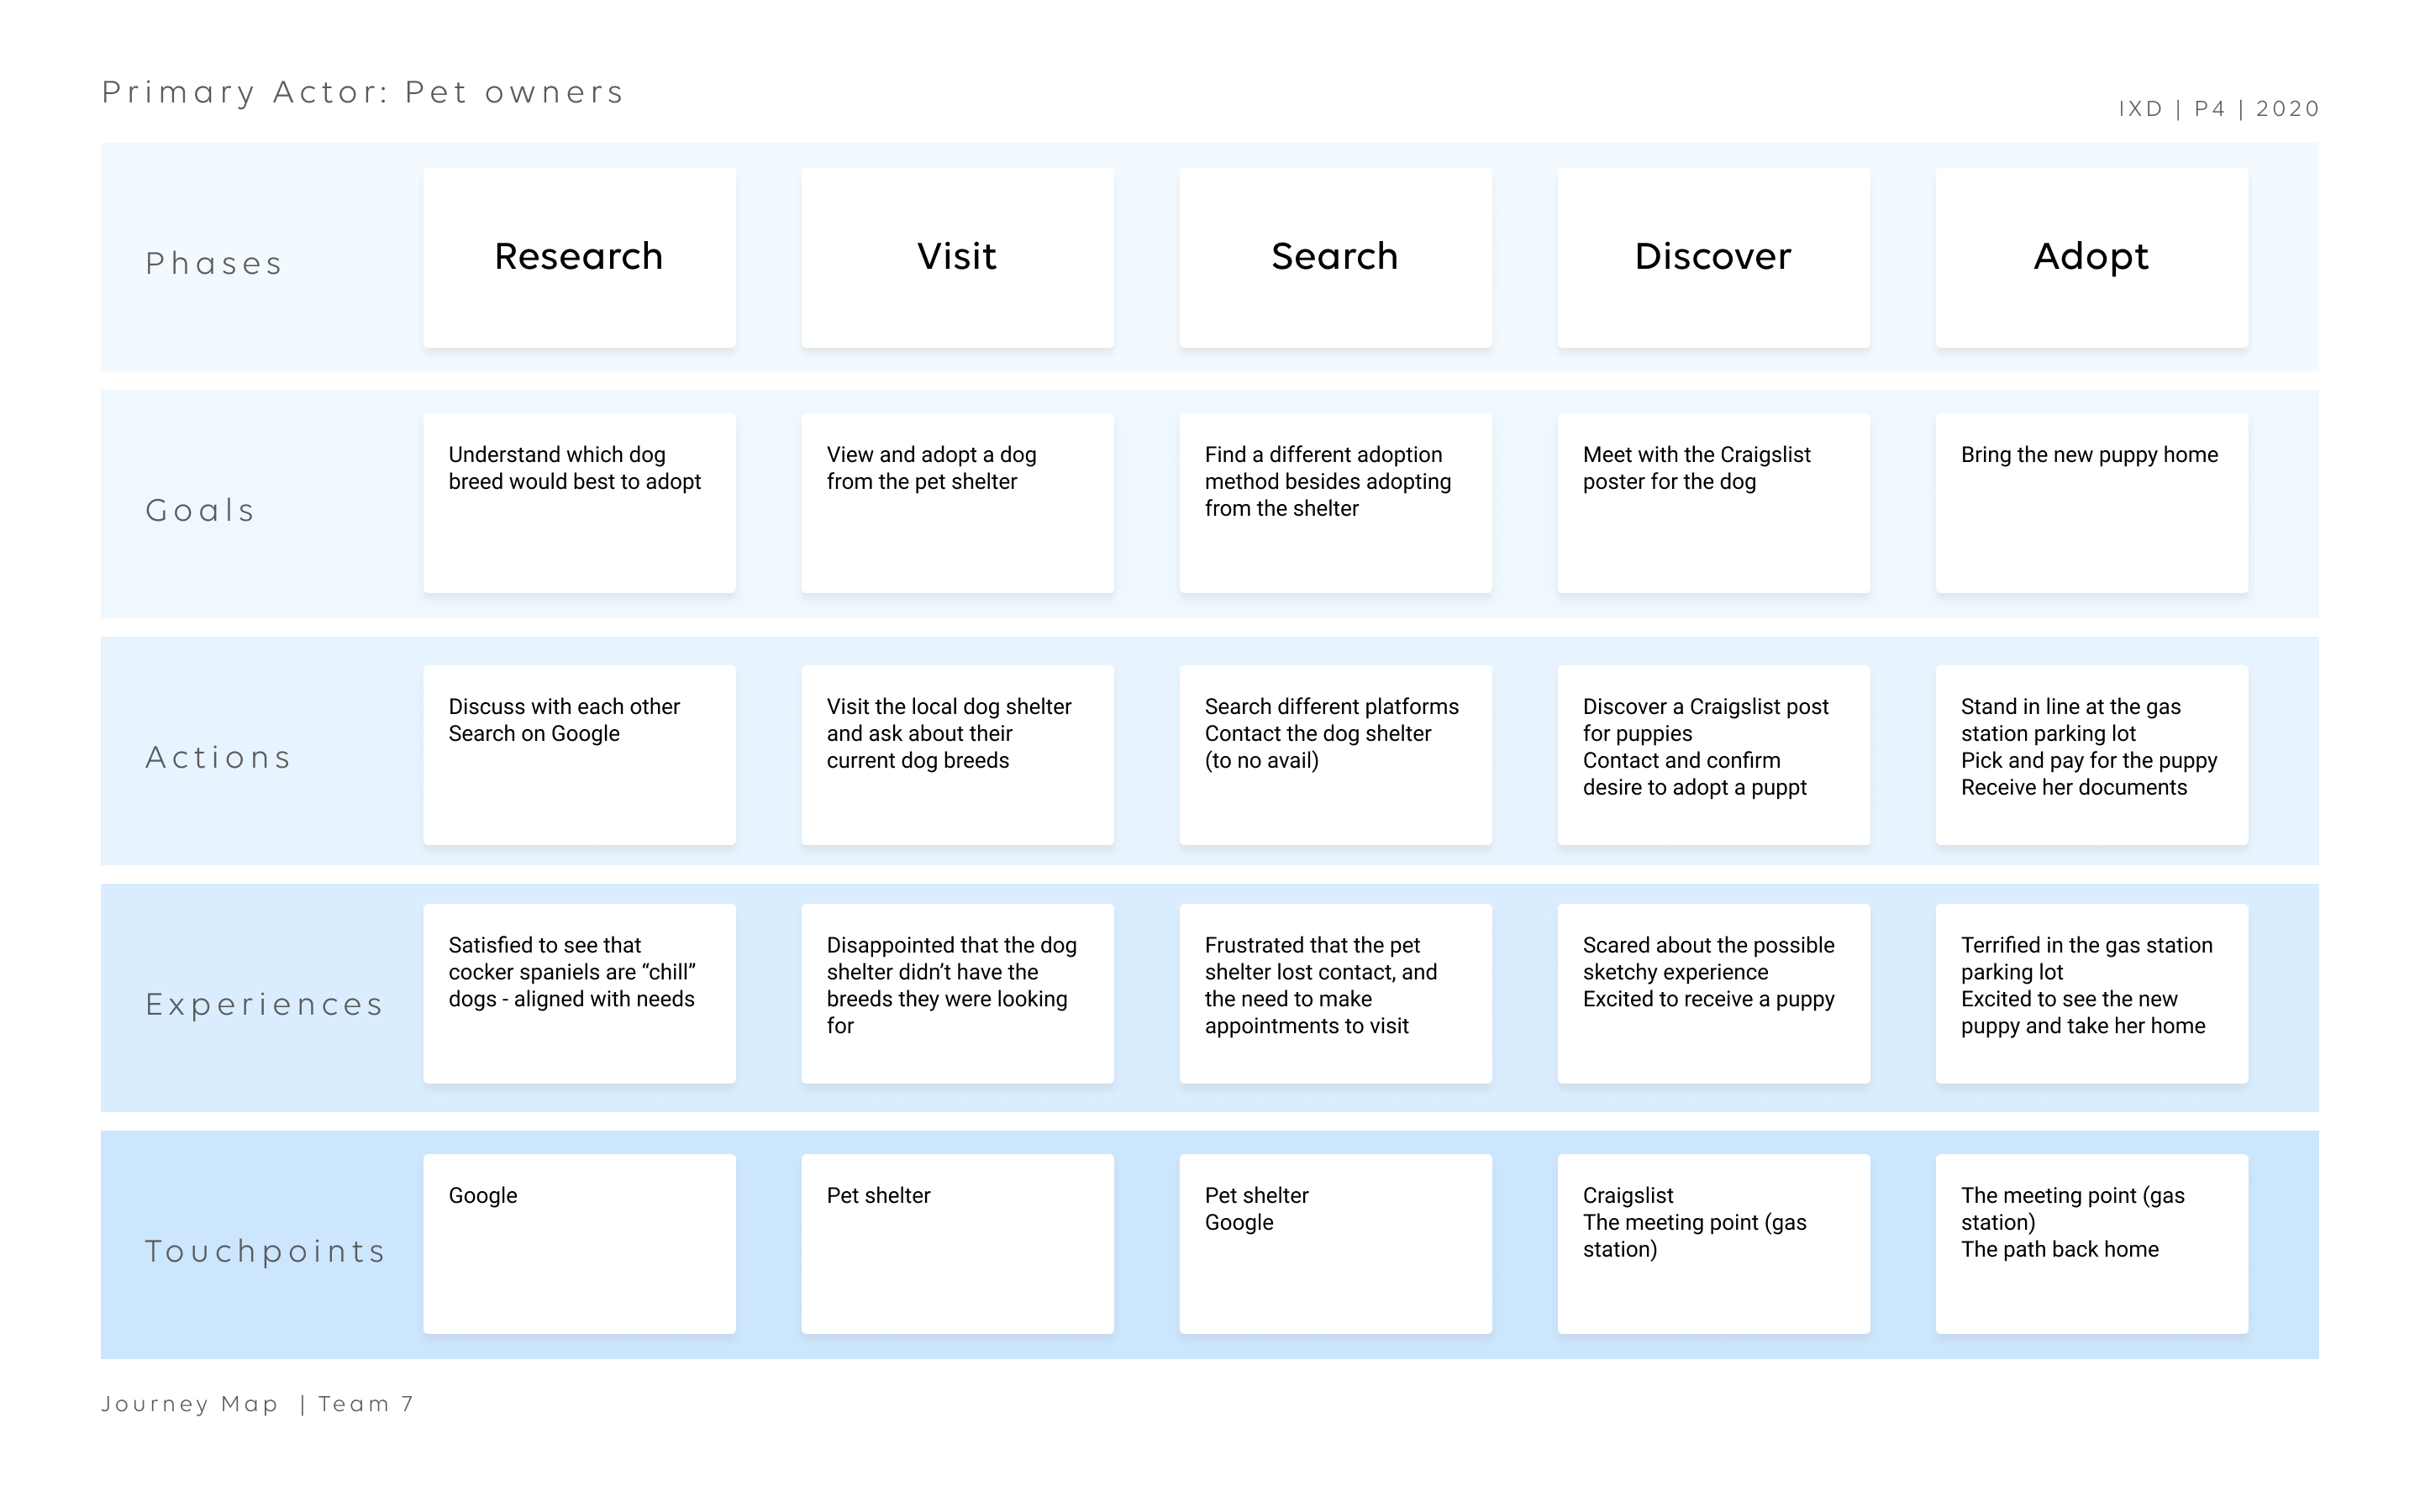 Primary Actor: Pet owners
IXD | P4 | 2020
Phases
Research
Visit
Search
Discover
Adopt
Goals
Understand which dog
breed would best to adopt
View and adopt a dog
from the pet shelter
Find a different adoption
method besides adopting
from the shelter
Meet with the Craigslist
poster for the dog
Bring the new puppy home
Actions
Discuss with each other
Search on Google
Visit the local dog shelter
and ask about their
current dog breeds
Search different platforms
Contact the dog shelter
(to no avail)
Discover a Craigslist post
for puppies
Contact and confirm
desire to adopt a puppt
Stand in line at the gas
station parking lot
Pick and pay for the puppy
Receive her documents
Experiences
Satisfied to see that
cocker spaniels are “chill”
dogs - aligned with needs
Disappointed that the dog
shelter didn’t have the
breeds they were looking
for
Frustrated that the pet
shelter lost contact, and
the need to make
appointments to visit
Scared about the possible
sketchy experience
Excited to receive a puppy
Terrified in the gas station
parking lot
Excited to see the new
puppy and take her home
Touchpoints
Google
Pet shelter
Pet shelter
Google
Craigslist
The meeting point (gas
station)
The meeting point (gas
station)
The path back home
Journey Map | Team 7